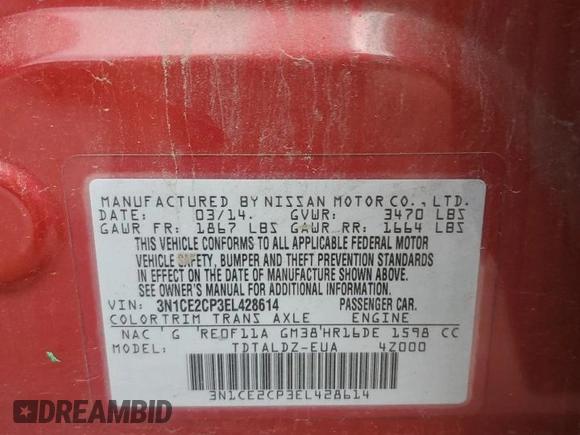 MANUFACTURED BY NISSAN MOTOR CO., LTD.
DATE: 03/14. GVWR: 3470 LBS
GAWR FR: 1867 LBS GAWR RR: 1664 LBS
THIS VEHICLE CONFORMS TO ALL APPLICABLE FEDERAL MOTOR
VEHICLE SAFETY, BUMPER AND THEFT PREVENTION STANDARDS
IN EFFECT ON THE DATE OF MANUFACTURE SHOWN ABOVE.
SEE OWNER'S MANUAL FOR ADDITIONAL INFORMATION.
VIN: 3N1CE2CP3EL428614 PASSENGER CAR.
COLOR TRIM TRANS AXLE ENGINE
NAC ' G 'RE0F11A GM38'HR16DE 1598 CC
MODEL: TDTALDZ-EUA 4Z000
3N1CE2CP3EL428614
DREAMBID